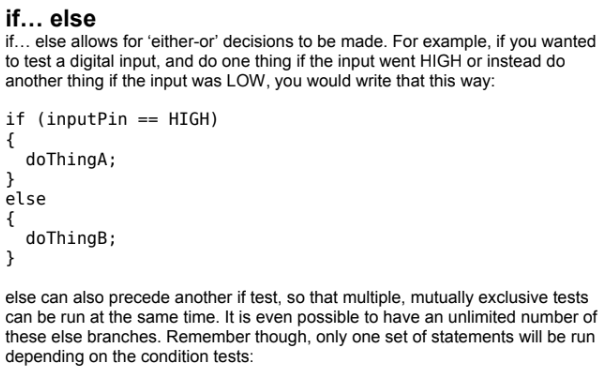 if... else
if... else allows for ‘either-or’ decisions to be made. For example, if you wanted
to test a digital input, and do one thing if the input went HIGH or instead do
another thing if the input was LOW, you would write that this way:
if (inputPin == HIGH)
{
  doThingA;
}
else
{
  doThingB;
}
else can also precede another if test, so that multiple, mutually exclusive tests
can be run at the same time. It is even possible to have an unlimited number of
these else branches. Remember though, only one set of statements will be run
depending on the condition tests: